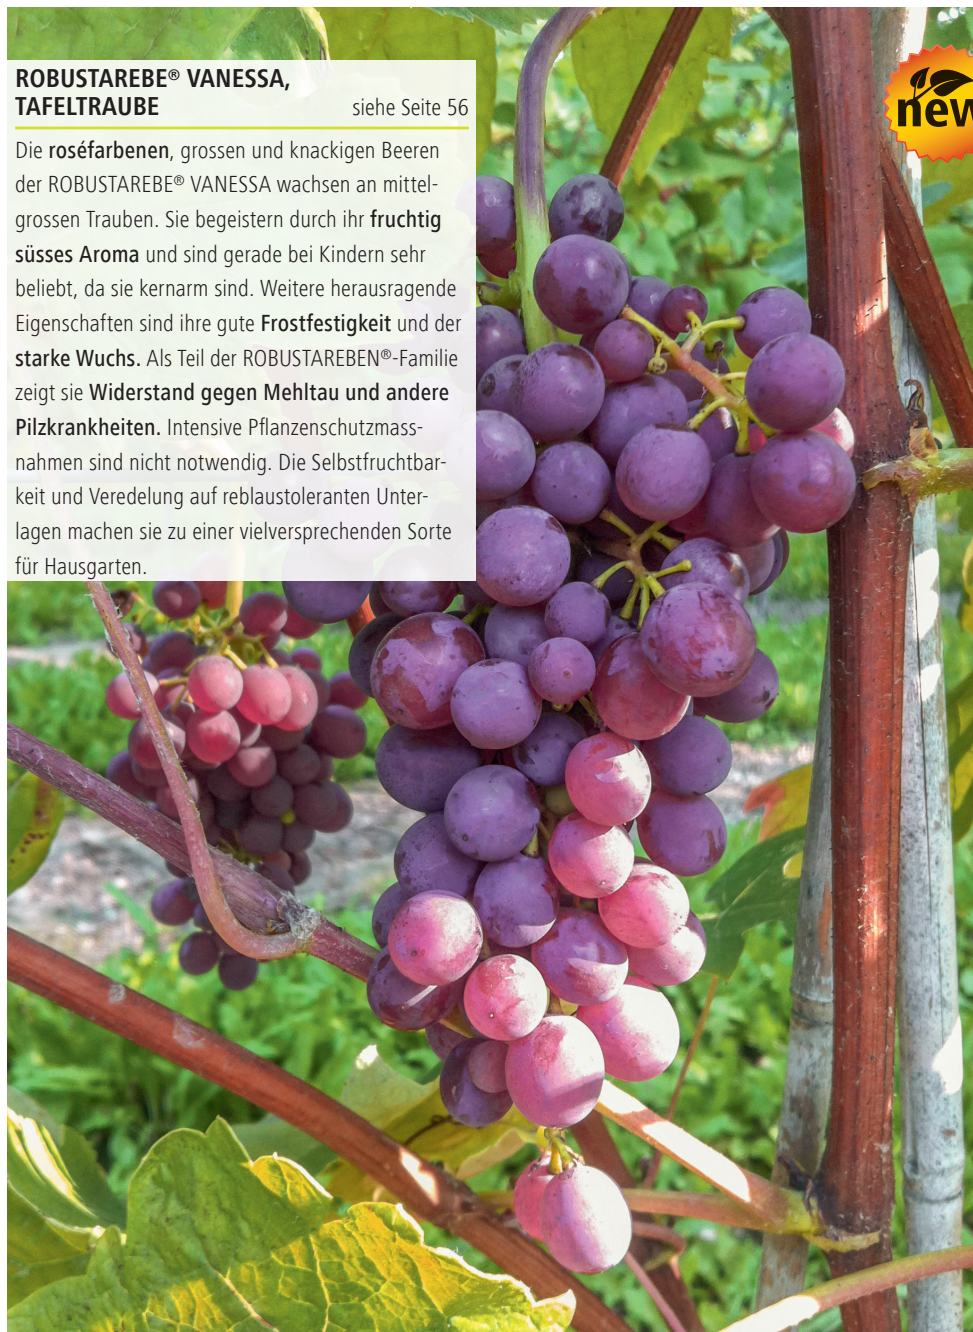 ROBUSTAREBE® VANESSA,
TAFELTRAUBE siehe Seite 56
Die roséfarbenen, grossen und knackigen Beeren
der ROBUSTAREBE® VANESSA wachsen an mittel-
grossen Trauben. Sie begeistern durch ihr fruchtig
süsses Aroma und sind gerade bei Kindern sehr
beliebt, da sie kernarm sind. Weitere herausragende
Eigenschaften sind ihre gute Frostfestigkeit und der
starke Wuchs. Als Teil der ROBUSTAREBEN®-Familie
zeigt sie Widerstand gegen Mehltau und andere
Pilzkrankheiten. Intensive Pflanzenschutzmass-
nahmen sind nicht notwendig. Die Selbstfruchtbar-
keit und Veredelung auf reblaustoleranten Unter-
lagen machen sie zu einer vielversprechenden Sorte
für Hausgarten.
new